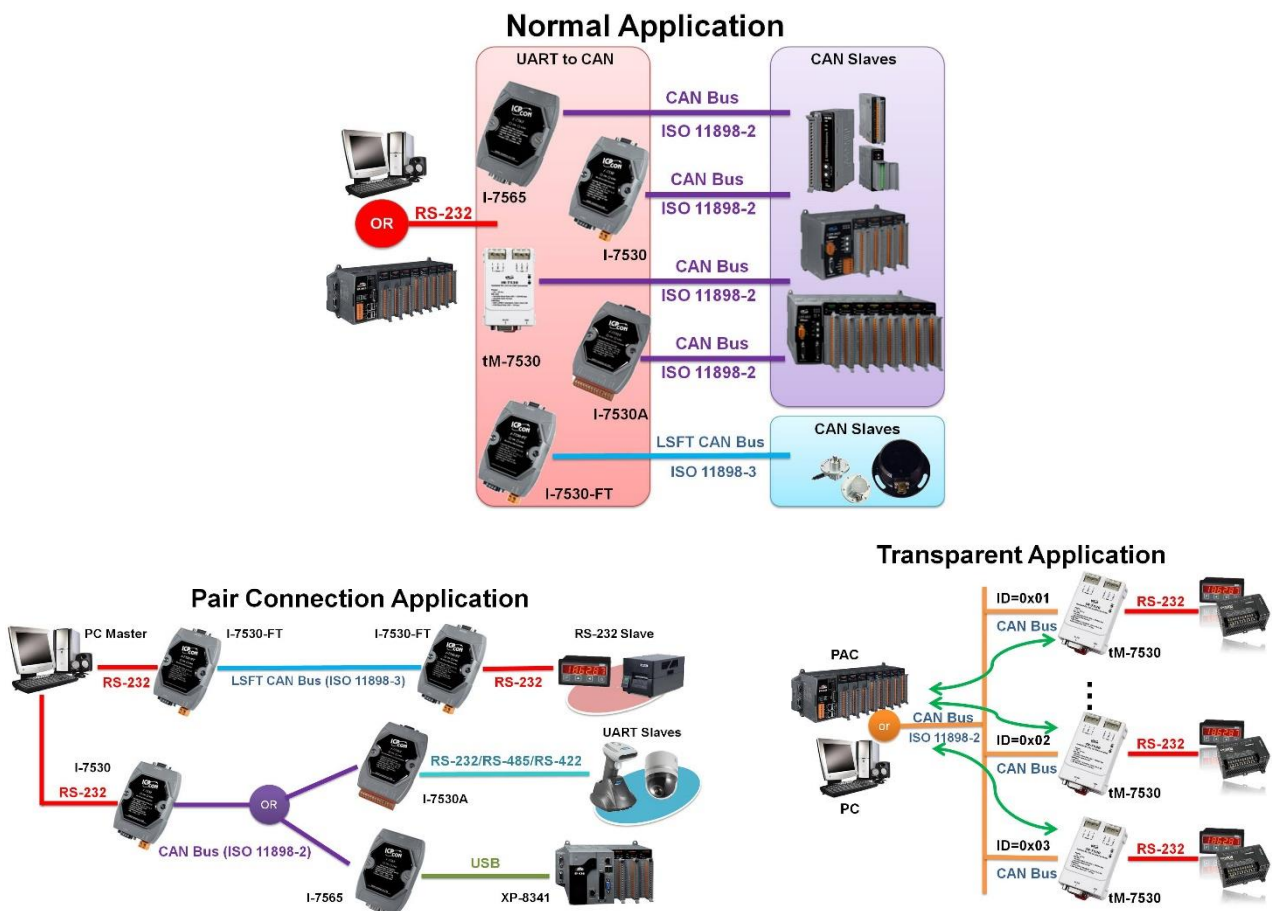 Normal Application
UART to CAN
CAN Slaves
CAN Bus
ISO 11898-2
I-7565
CAN Bus
ISO 11898-2
I-7530
OR
RS-232
CAN Bus
ISO 11898-2
tM-7530
CAN Bus
ISO 11898-2
I-7530A
LSFT CAN Bus
ISO 11898-3
I-7530-FT
CAN Slaves
Pair Connection Application
PC Master
I-7530-FT
I-7530-FT
RS-232 Slave
RS-232
LSFT CAN Bus (ISO 11898-3)
RS-232
UART Slaves
I-7530
RS-232
RS-232/RS-485/RS-422
I-7530A
OR
CAN Bus (ISO 11898-2)
USB
I-7565
XP-8341
Transparent Application
ID=0x01
CAN Bus
RS-232
tM-7530
PAC
or
CAN Bus
ISO 11898-2
PC
ID=0x02
CAN Bus
RS-232
tM-7530
ID=0x03
CAN Bus
RS-232
tM-7530